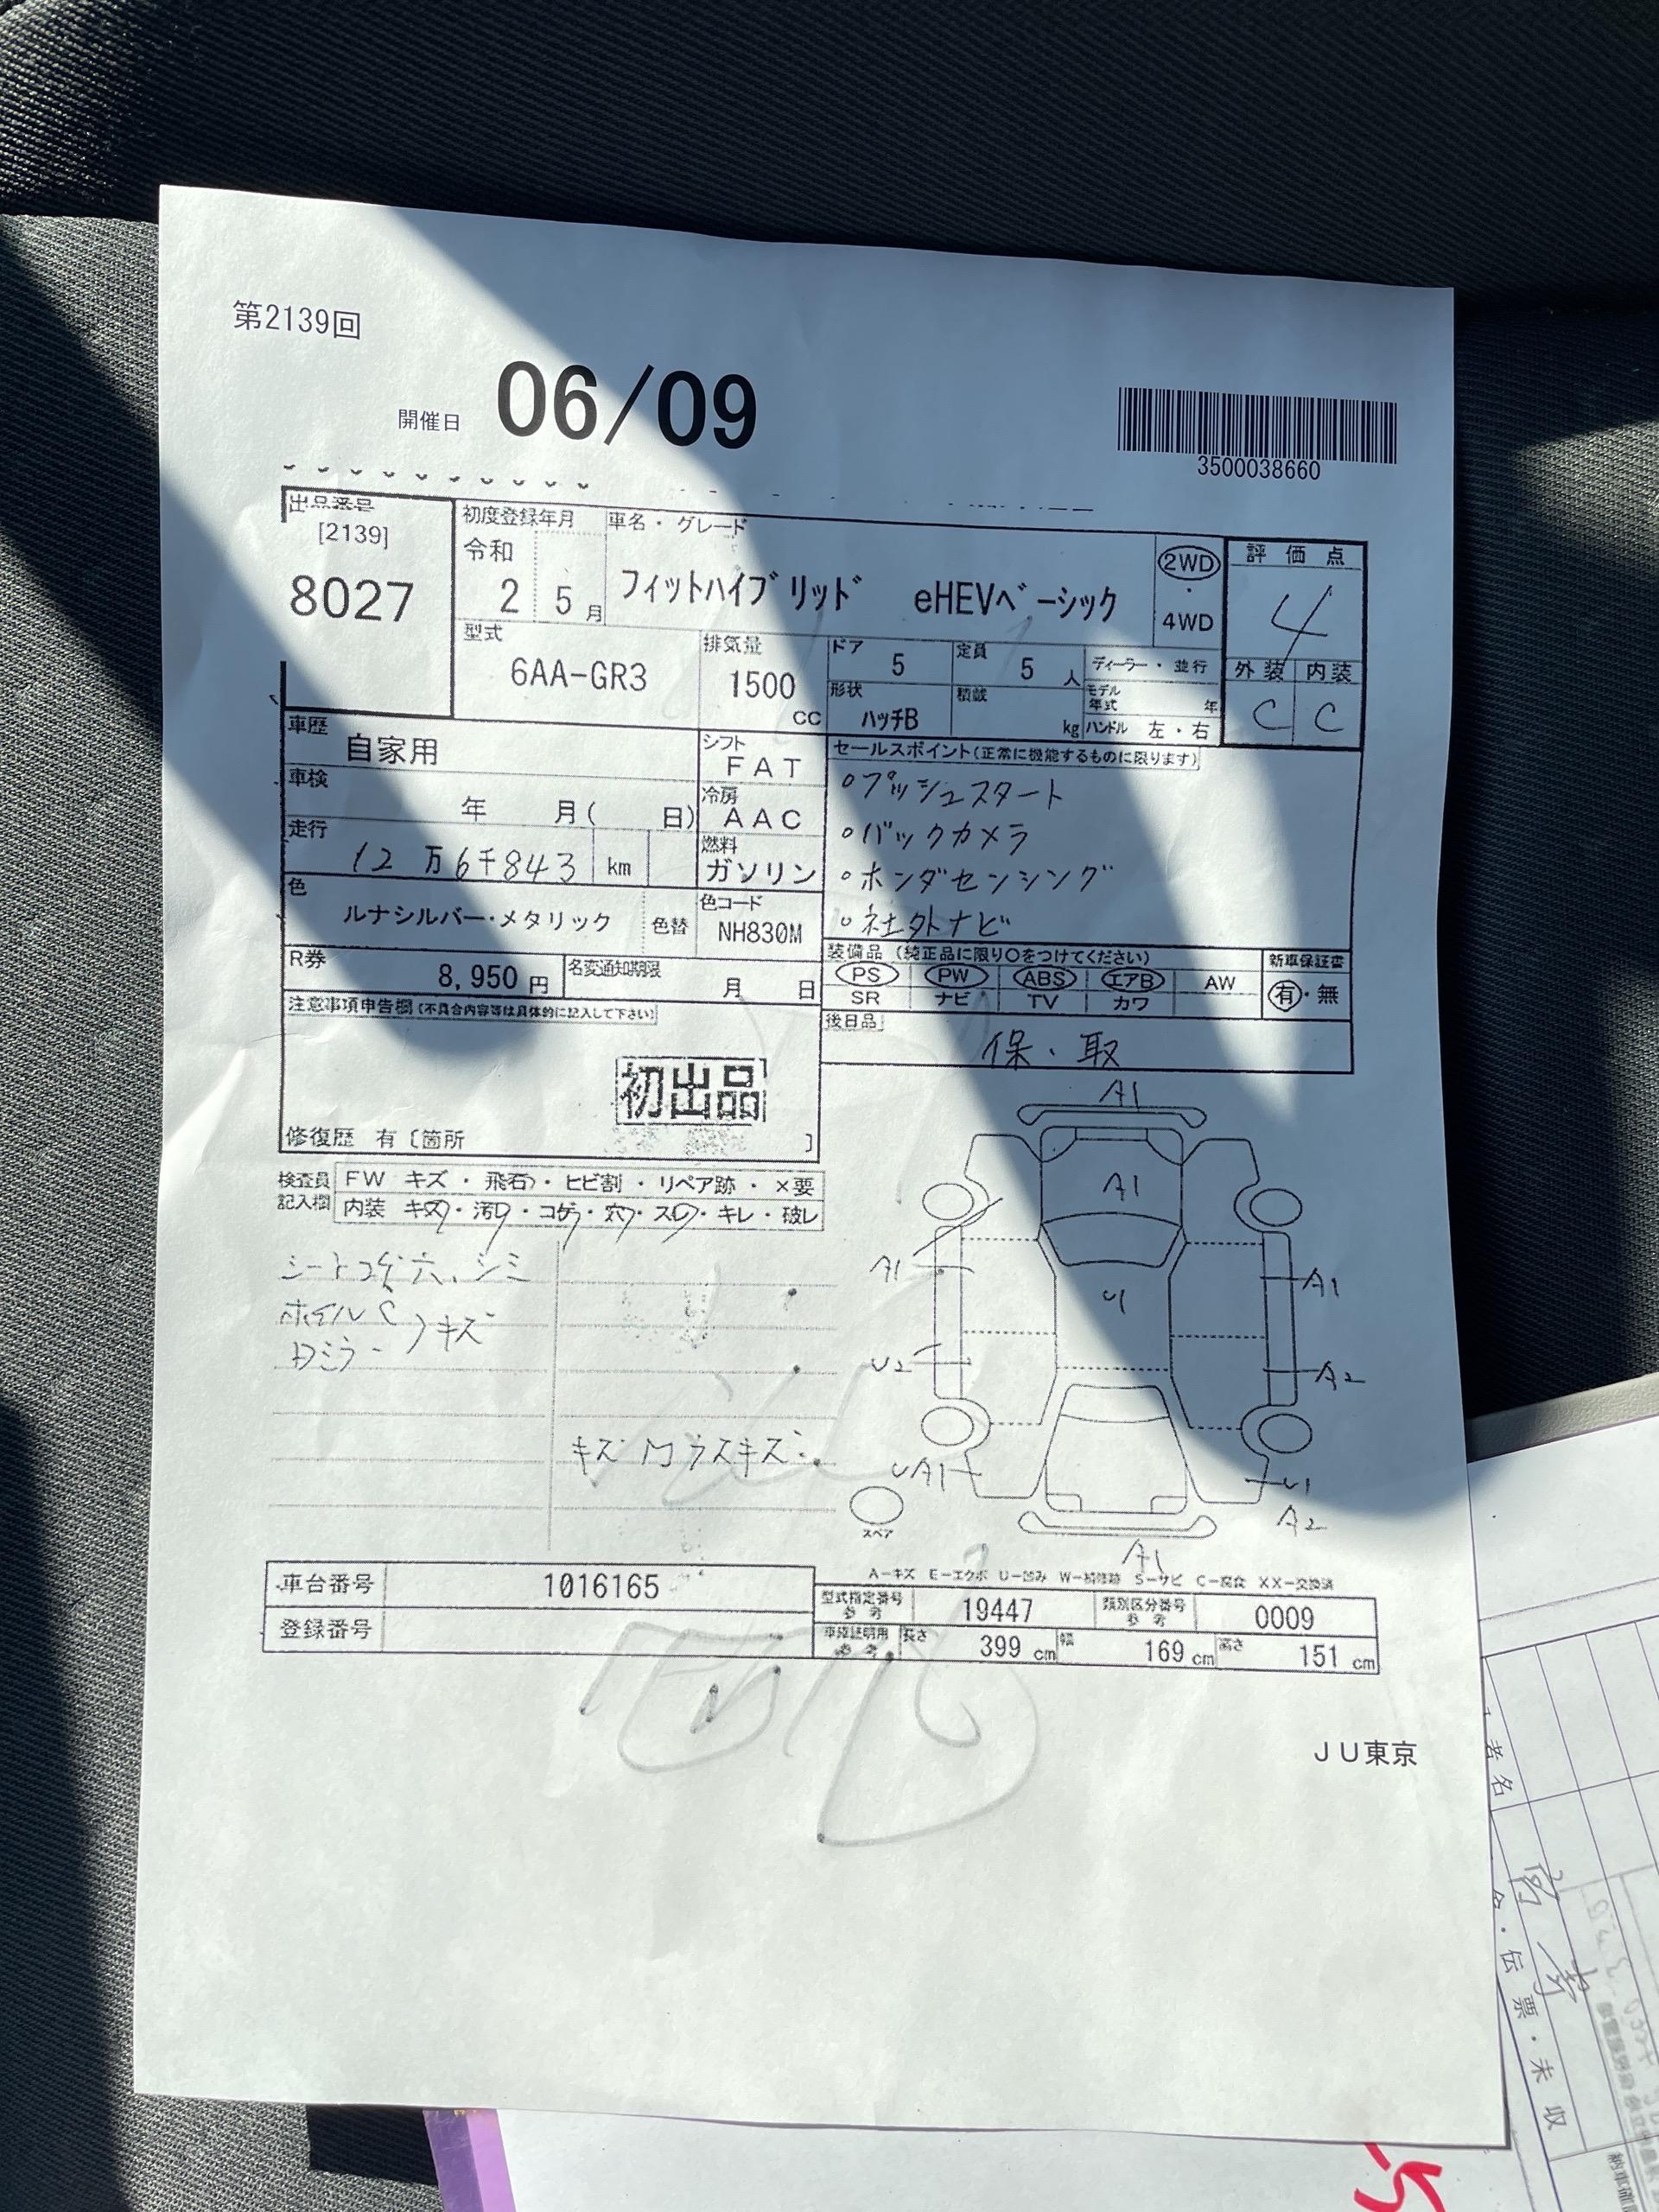 第2139回
開催日 06/09
3500038660
出品番号
[2139]
8027
初度登録年月
令和
2 5 月
車名・グレード
フィットハイブリッド eHEVベーシック
2WD
・
4WD
評価点
4
外装 内装
C C
型式
6AA-GR3
排気量
1500
CC
ドア
5
定員
5 人
形状
ハッチB
積載
kg
ディーラー・並行
モデル
年式 年
ハンドル 左・右
車歴
自家用
シフト
FAT
車検
年 月( 日)
冷房
AAC
走行
12万6千843 km
燃料
ガソリン
色
ルナシルバー・メタリック
色替
色コード
NH830M
R券
8,950 円
名変通知期限
月 日
セールスポイント(正常に機能するものに限ります)
○プッシュスタート
○バックカメラ
○ホンダセンシング
○社外ナビ
装備品 (純正品に限り○をつけてください)
PS PW ABS エアB AW
SR ナビ TV カワ
新車保証書
有・無
後日品
保・取
注意事項申告欄(不具合内容等は具体的に記入して下さい)
初出品
修復歴 有〔箇所 〕
検査員
記入欄
FW キズ・飛石・ヒビ割・リペア跡・×要
内装 キズ・汚レ・コゲ・穴・スレ・キレ・破レ
シートコゲ穴、シミ
ホイルC
Dミラー
キズ
キズ
ウスキズ
A1
A1
A1
A1
U1
U2
A2
UA1
U1
A2
スペア
A1
A-キズ E-エクボ U-凹み W-補修跡 S-サビ C-腐食 XX-交換済
車台番号 1016165
登録番号
型式指定番号
参考
19447
類別区分番号
参考
0009
車庫証明用
参考
長さ 399 cm 幅 169 cm 高さ 151 cm
JU東京
者名
名・伝票・未収